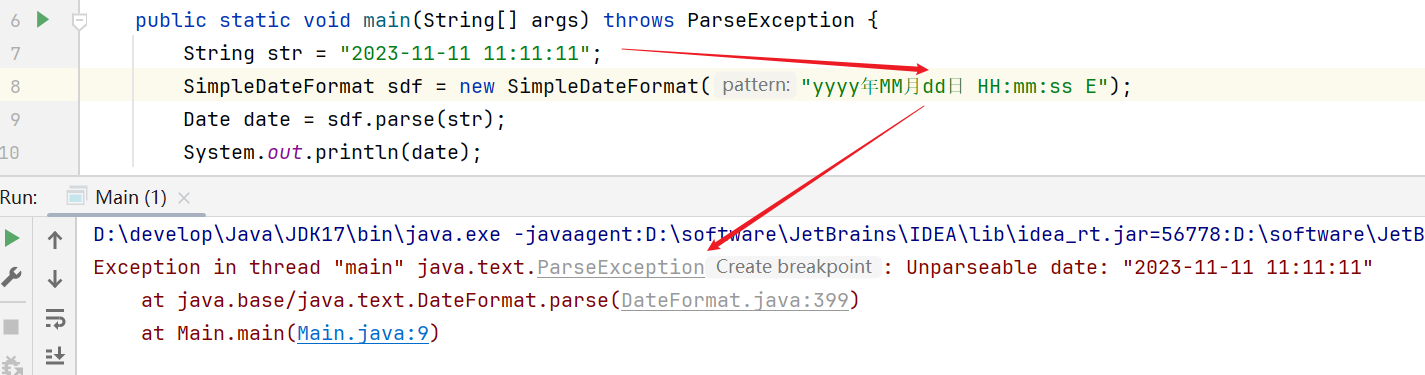 6 public static void main(String[] args) throws ParseException {
7 String str = "2023-11-11 11:11:11";
8 SimpleDateFormat sdf = new SimpleDateFormat( pattern: "yyyy年MM月dd日 HH:mm:ss E");
9 Date date = sdf.parse(str);
10 System.out.println(date);
Run: Main (1) ×
D:\develop\Java\JDK17\bin\java.exe -javaagent:D:\software\JetBrains\IDEA\lib\idea_rt.jar=56778:D:\software\JetB
Exception in thread "main" java.text.ParseException Create breakpoint : Unparseable date: "2023-11-11 11:11:11"
at java.base/java.text.DateFormat.parse(DateFormat.java:399)
at Main.main(Main.java:9)